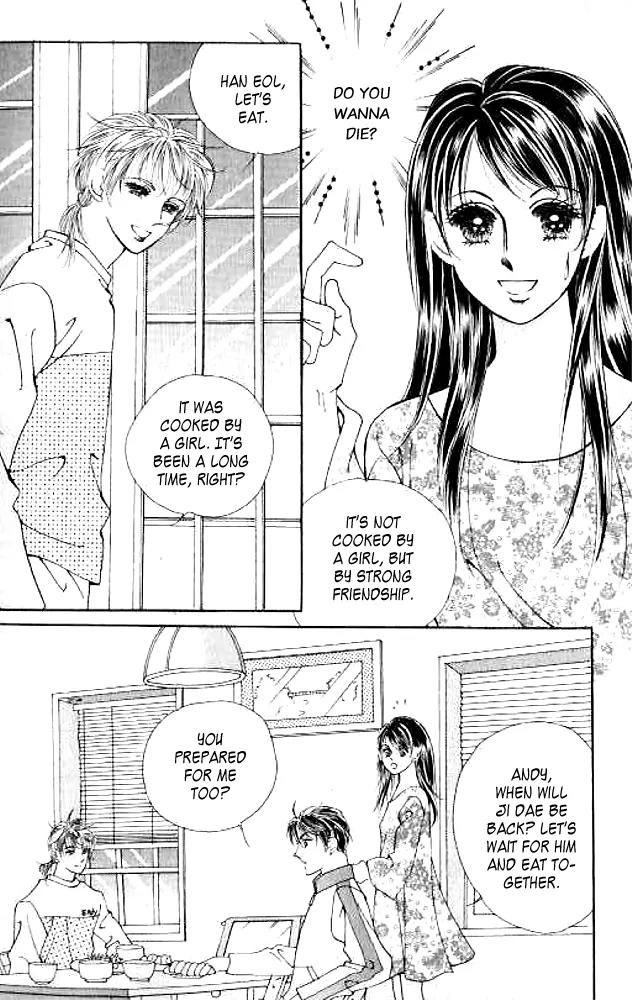 HAN EOL,
LET'S
EAT.
DO YOU
WANNA
DIE?
IT WAS
COOKED BY
A GIRL. IT'S
BEEN A LONG
TIME, RIGHT?
IT'S NOT
COOKED BY
A GIRL, BUT
BY STRONG
FRIENDSHIP.
YOU
PREPARED
FOR ME
TOO?
ANDY,
WHEN WILL
JI DAE BE
BACK? LET'S
WAIT FOR HIM
AND EAT TO-
GETHER.